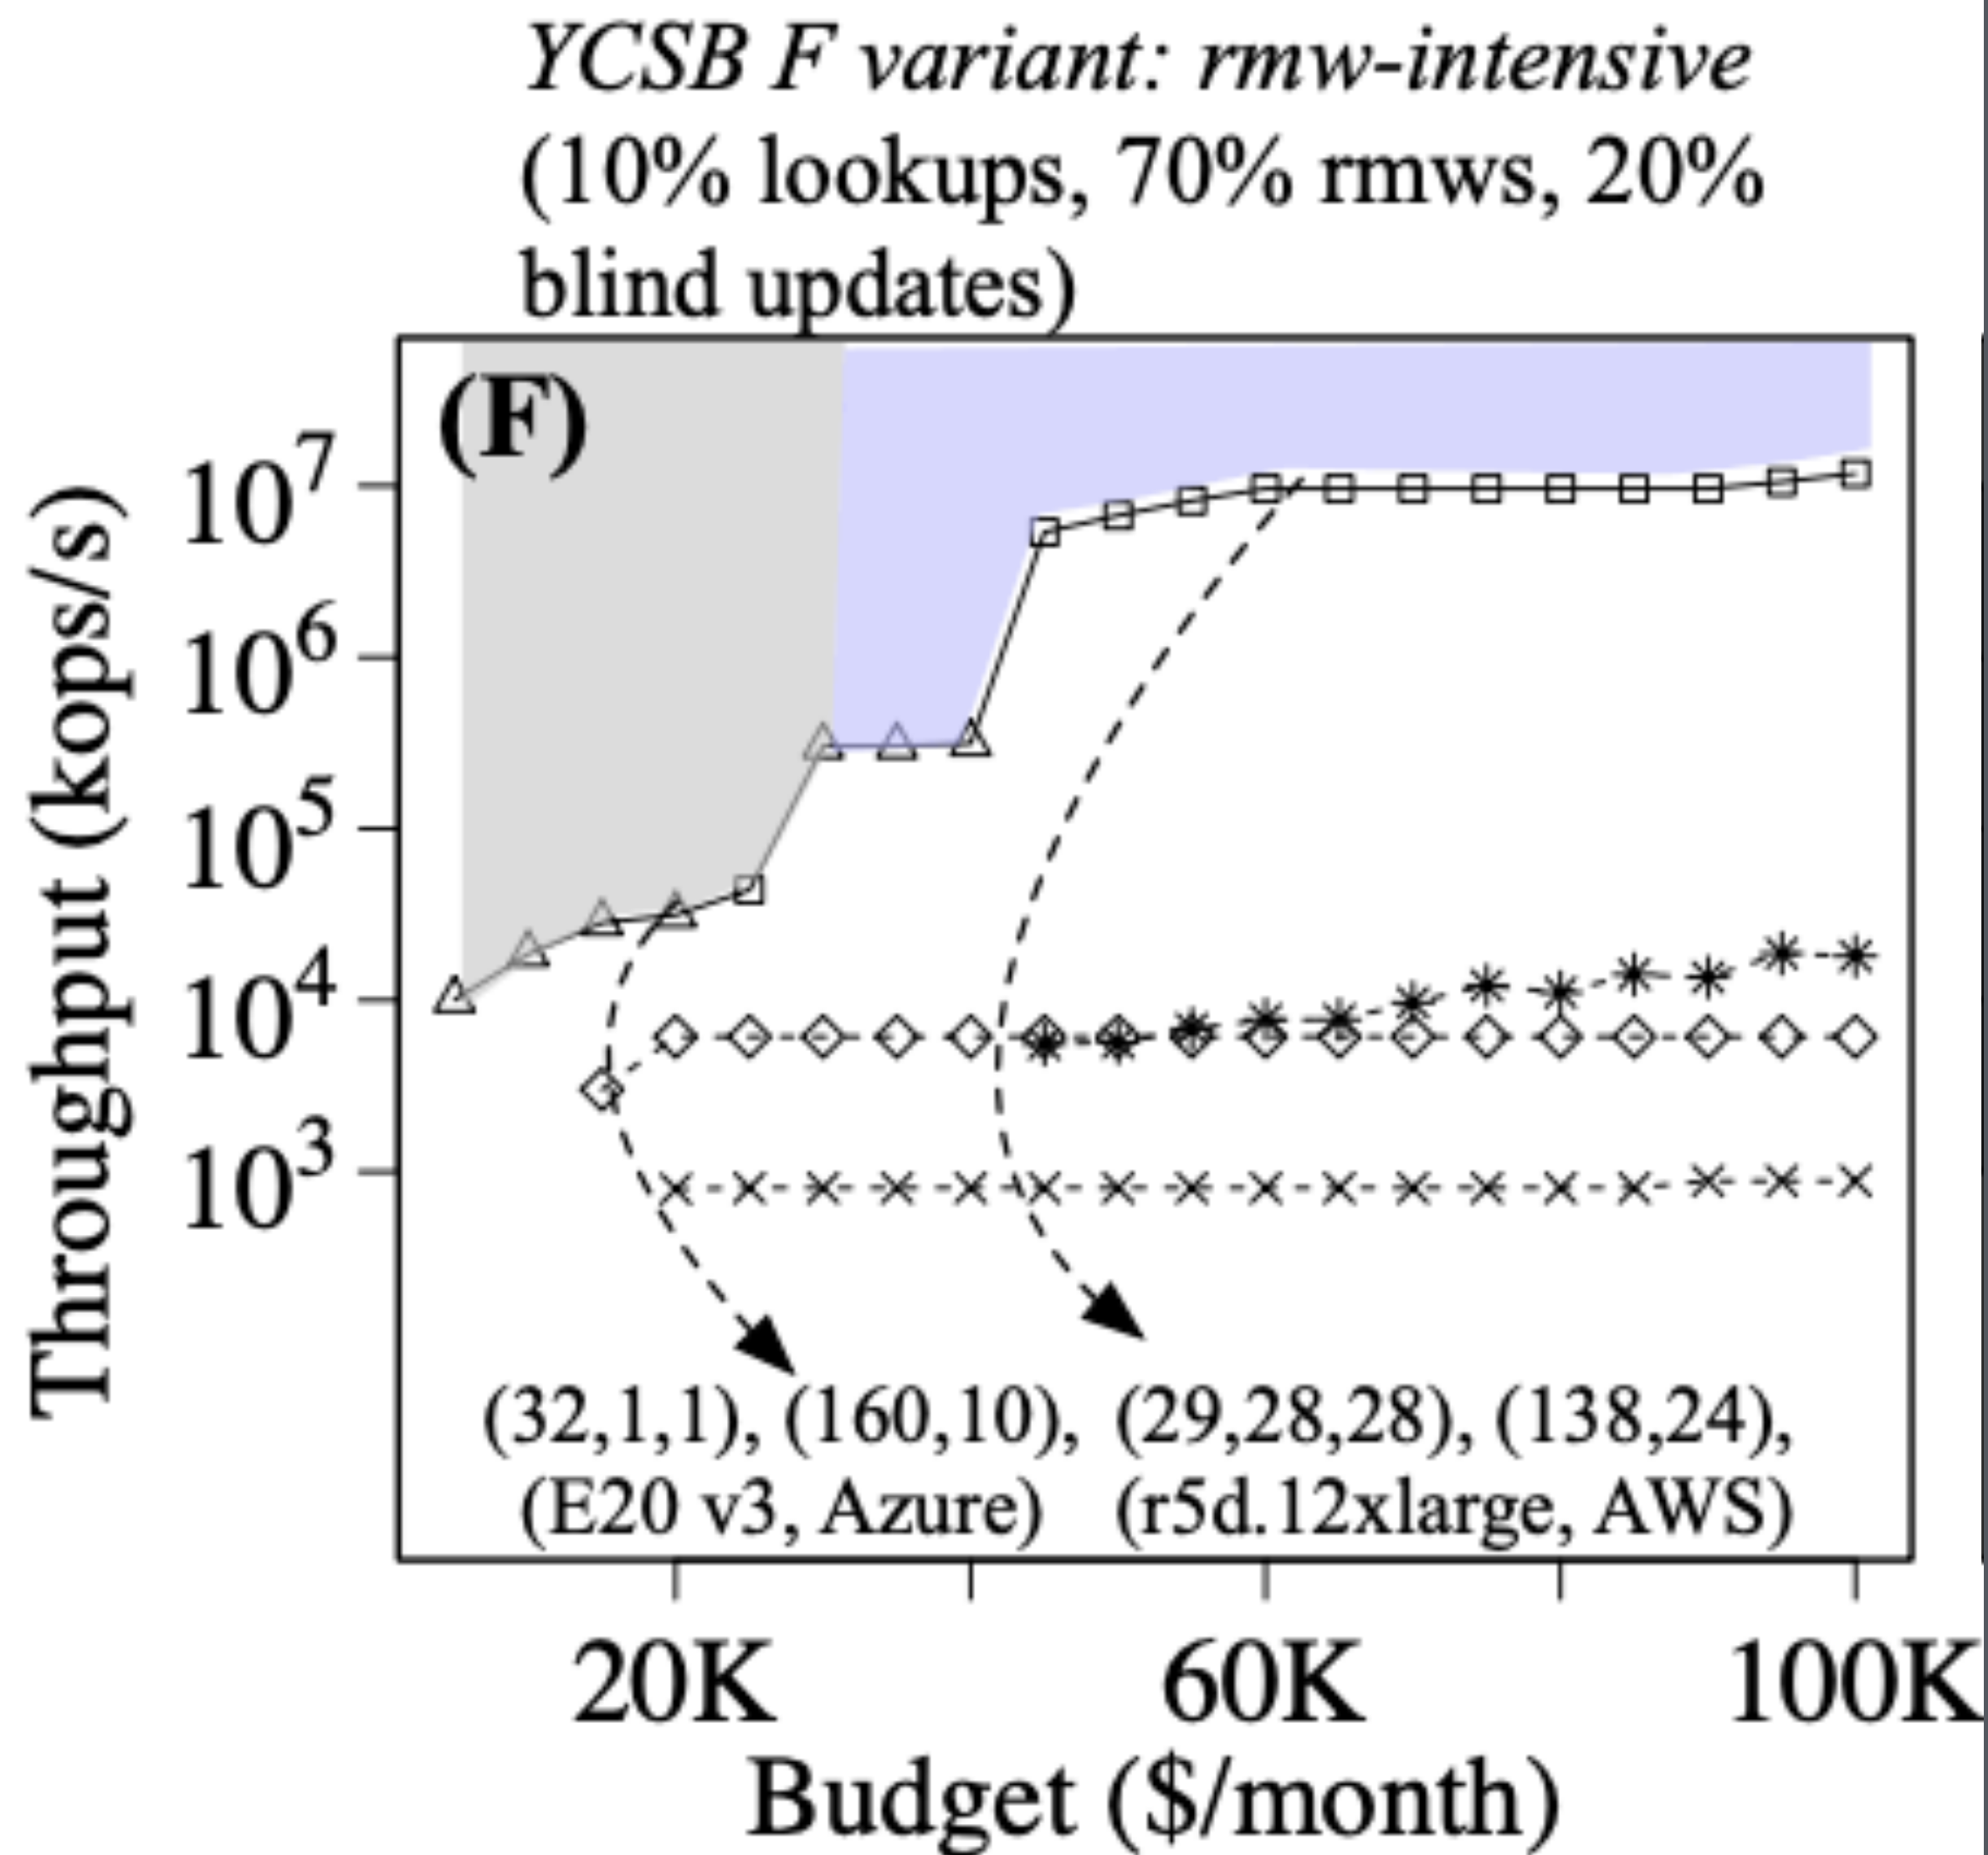 YCSB F variant: rmw-intensive
(10% lookups, 70% rmws, 20%
blind updates)
(F)
Throughput (kops/s)
10^7
10^6
10^5
10^4
10^3
(32,1,1), (160,10),
(E20 v3, Azure)
(29,28,28), (138,24),
(r5d.12xlarge, AWS)
20K
60K
100K
Budget ($/month)